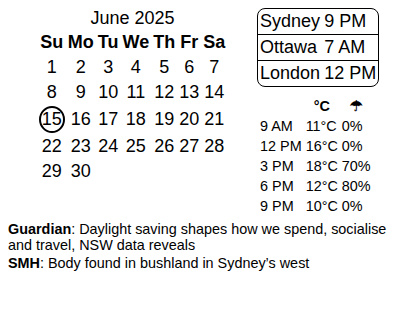 June 2025
Su Mo Tu We Th Fr Sa
1 2 3 4 5 6 7
8 9 10 11 12 13 14
15 16 17 18 19 20 21
22 23 24 25 26 27 28
29 30
Sydney 9 PM
Ottawa 7 AM
London 12 PM
°C ☂
9 AM 11°C 0%
12 PM 16°C 0%
3 PM 18°C 70%
6 PM 12°C 80%
9 PM 10°C 0%
Guardian: Daylight saving shapes how we spend, socialise
and travel, NSW data reveals
SMH: Body found in bushland in Sydney’s west